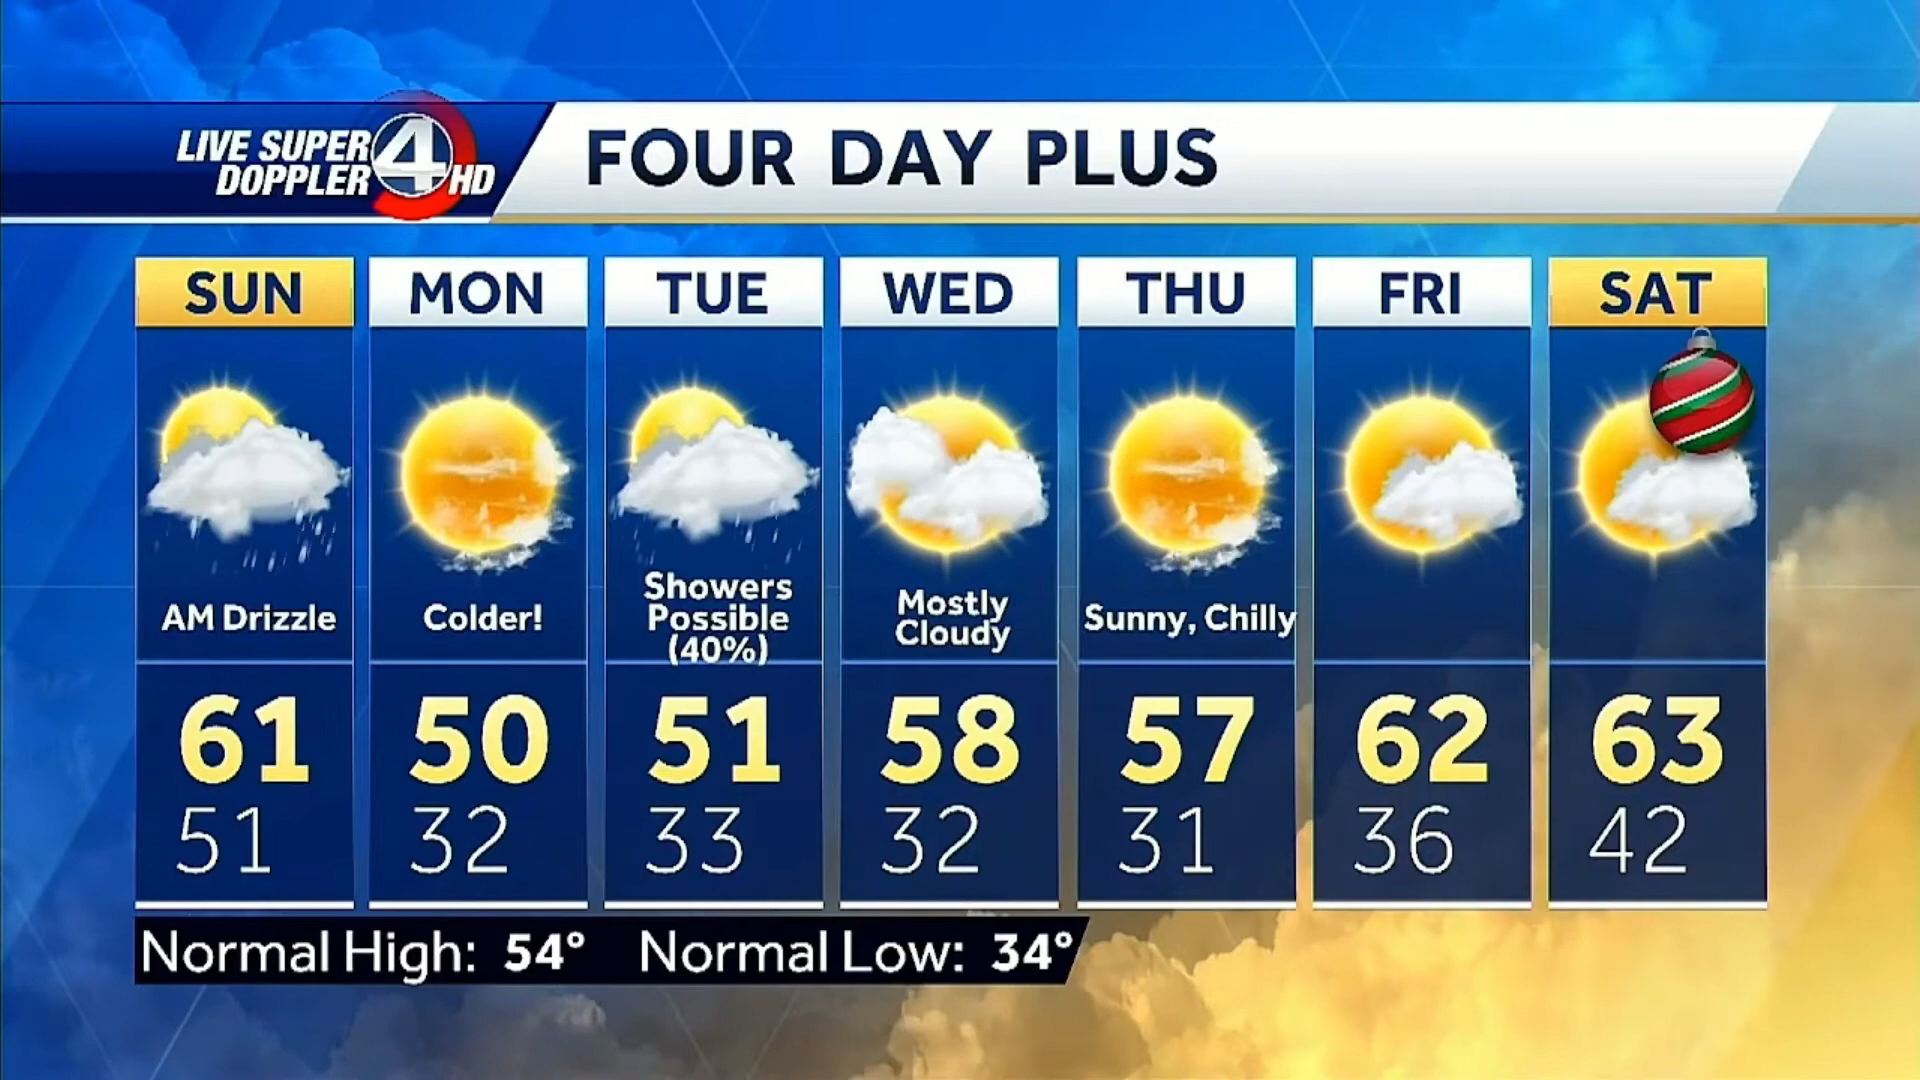 LIVE SUPER
DOPPLER 4 HD
FOUR DAY PLUS
SUN
AM Drizzle
61
51
MON
Colder!
50
32
TUE
Showers
Possible
(40%)
51
33
WED
Mostly
Cloudy
58
32
THU
Sunny, Chilly
57
31
FRI
62
36
SAT
63
42
Normal High: 54° Normal Low: 34°